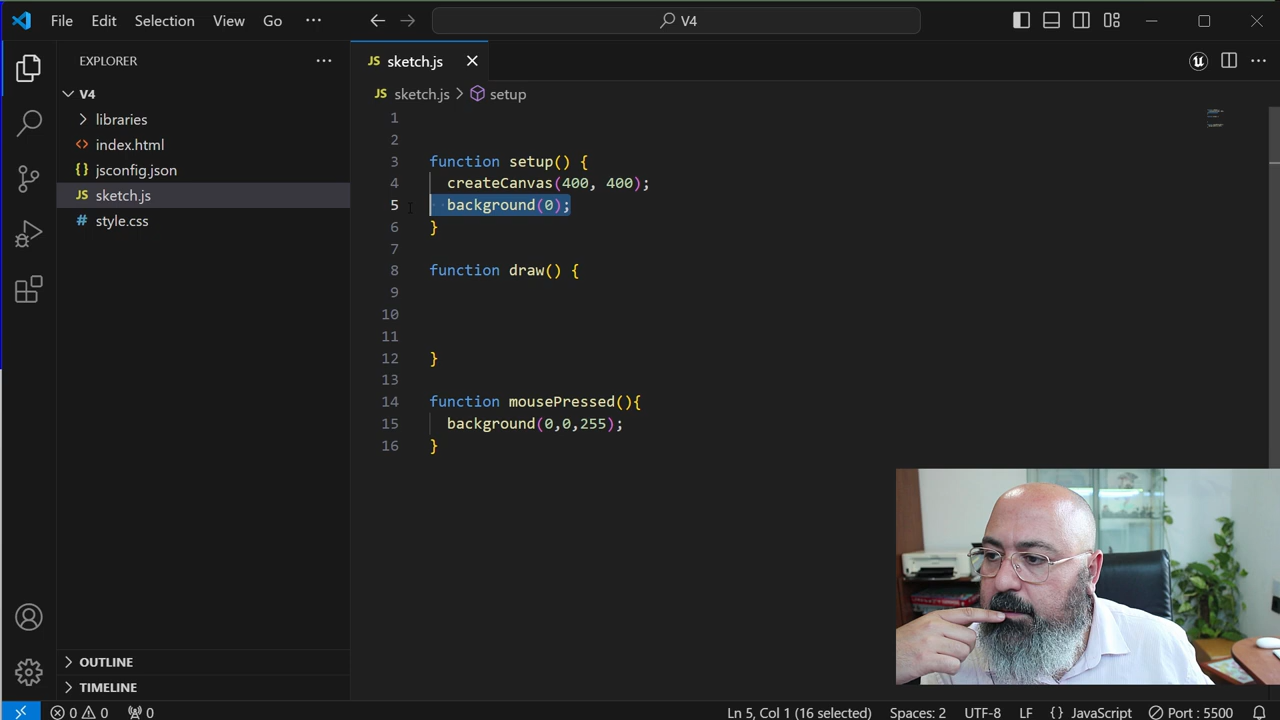 File Edit Selection View Go ··· V4
EXPLORER ···
V4
libraries
index.html
{} jsconfig.json
JS sketch.js
# style.css
OUTLINE
TIMELINE
JS sketch.js
JS sketch.js > setup
1
2
3 function setup() {
4 createCanvas(400, 400);
5 background(0);
6 }
7
8 function draw() {
9
10
11
12 }
13
14 function mousePressed(){
15 background(0,0,255);
16 }
0 0 0 Ln 5, Col 1 (16 selected) Spaces: 2 UTF-8 LF {} JavaScript Port : 5500